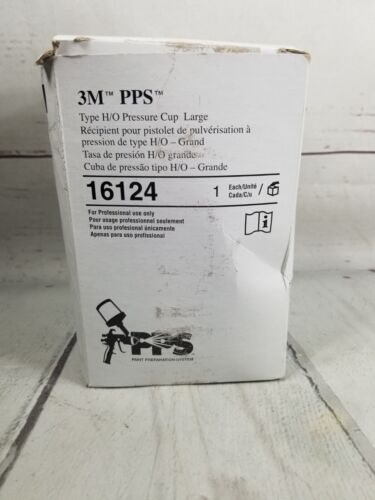 3M™ PPS™
Type H/O Pressure Cup Large
Récipient pour pistolet de pulvérisation à
pression de type H/O – Grand
Tasa de presión H/O grande
Cuba de pressão tipo H/O – Grande
16124 1 Each/Unité
Cada/C/u /
For Professional use only
Pour usage professionnel seulement
Para uso profesional únicamente
Apenas para uso profissional
PPS
PAINT PREPARATION SYSTEM